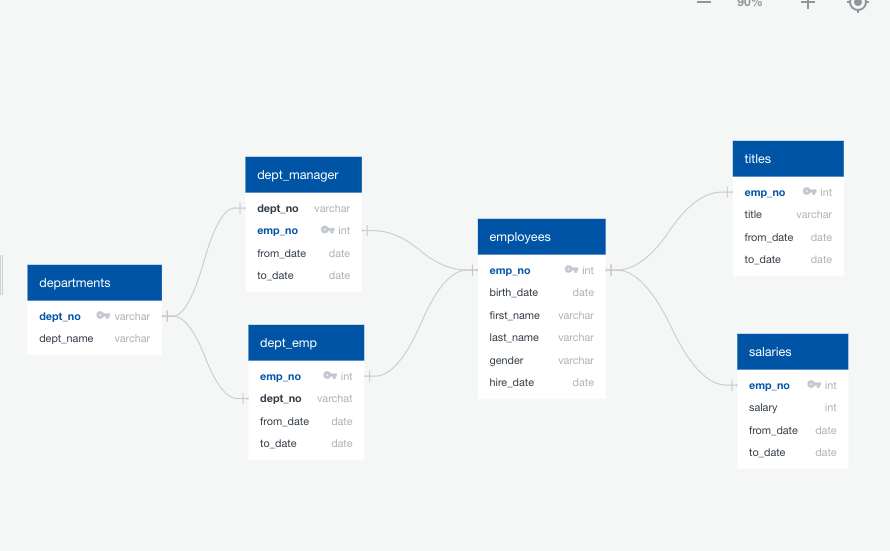 90%
departments
dept_no varchar
dept_name varchar
dept_manager
dept_no varchar
emp_no int
from_date date
to_date date
dept_emp
emp_no int
dept_no varchat
from_date date
to_date date
employees
emp_no int
birth_date date
first_name varchar
last_name varchar
gender varchar
hire_date date
titles
emp_no int
title varchar
from_date date
to_date date
salaries
emp_no int
salary int
from_date date
to_date date